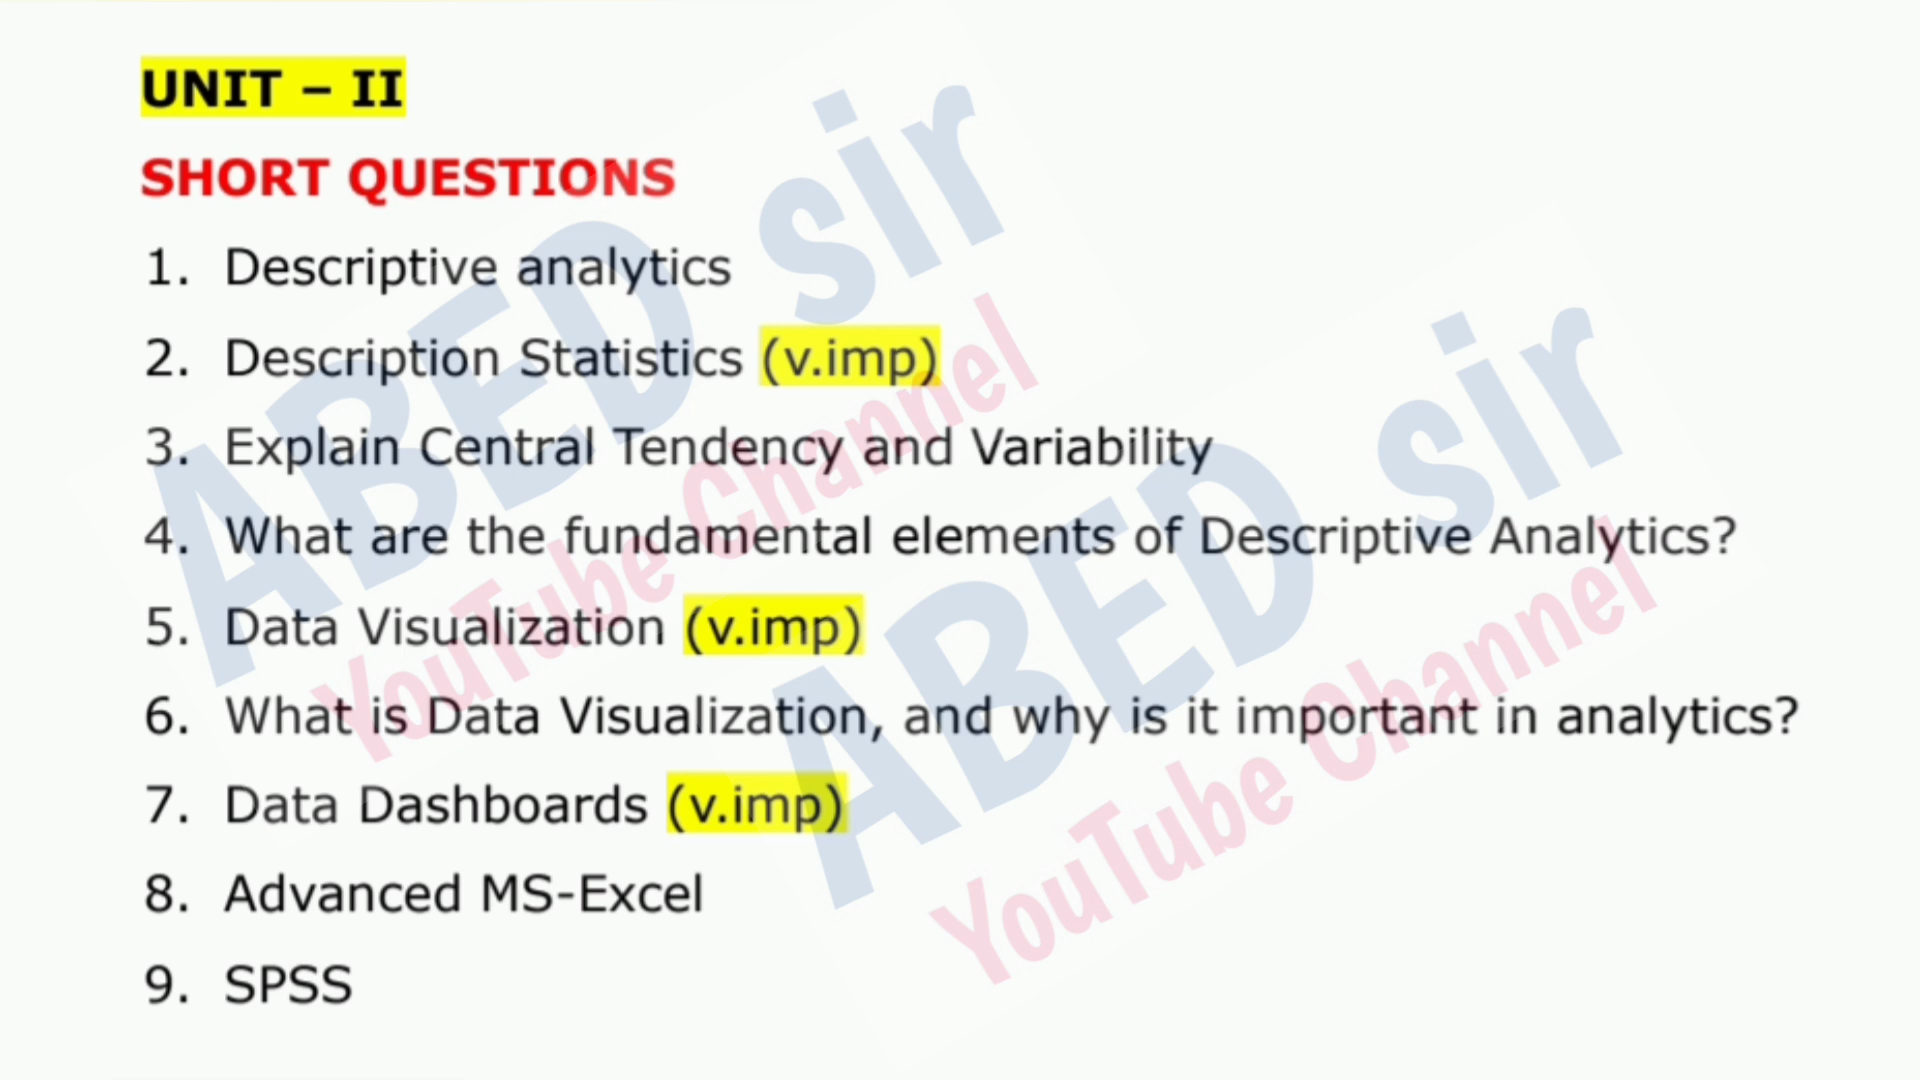 UNIT – II
SHORT QUESTIONS
1. Descriptive analytics
2. Description Statistics (v.imp)
3. Explain Central Tendency and Variability
4. What are the fundamental elements of Descriptive Analytics?
5. Data Visualization (v.imp)
6. What is Data Visualization, and why is it important in analytics?
7. Data Dashboards (v.imp)
8. Advanced MS-Excel
9. SPSS
ABED sir
YouTube Channel
ABED sir
YouTube Channel